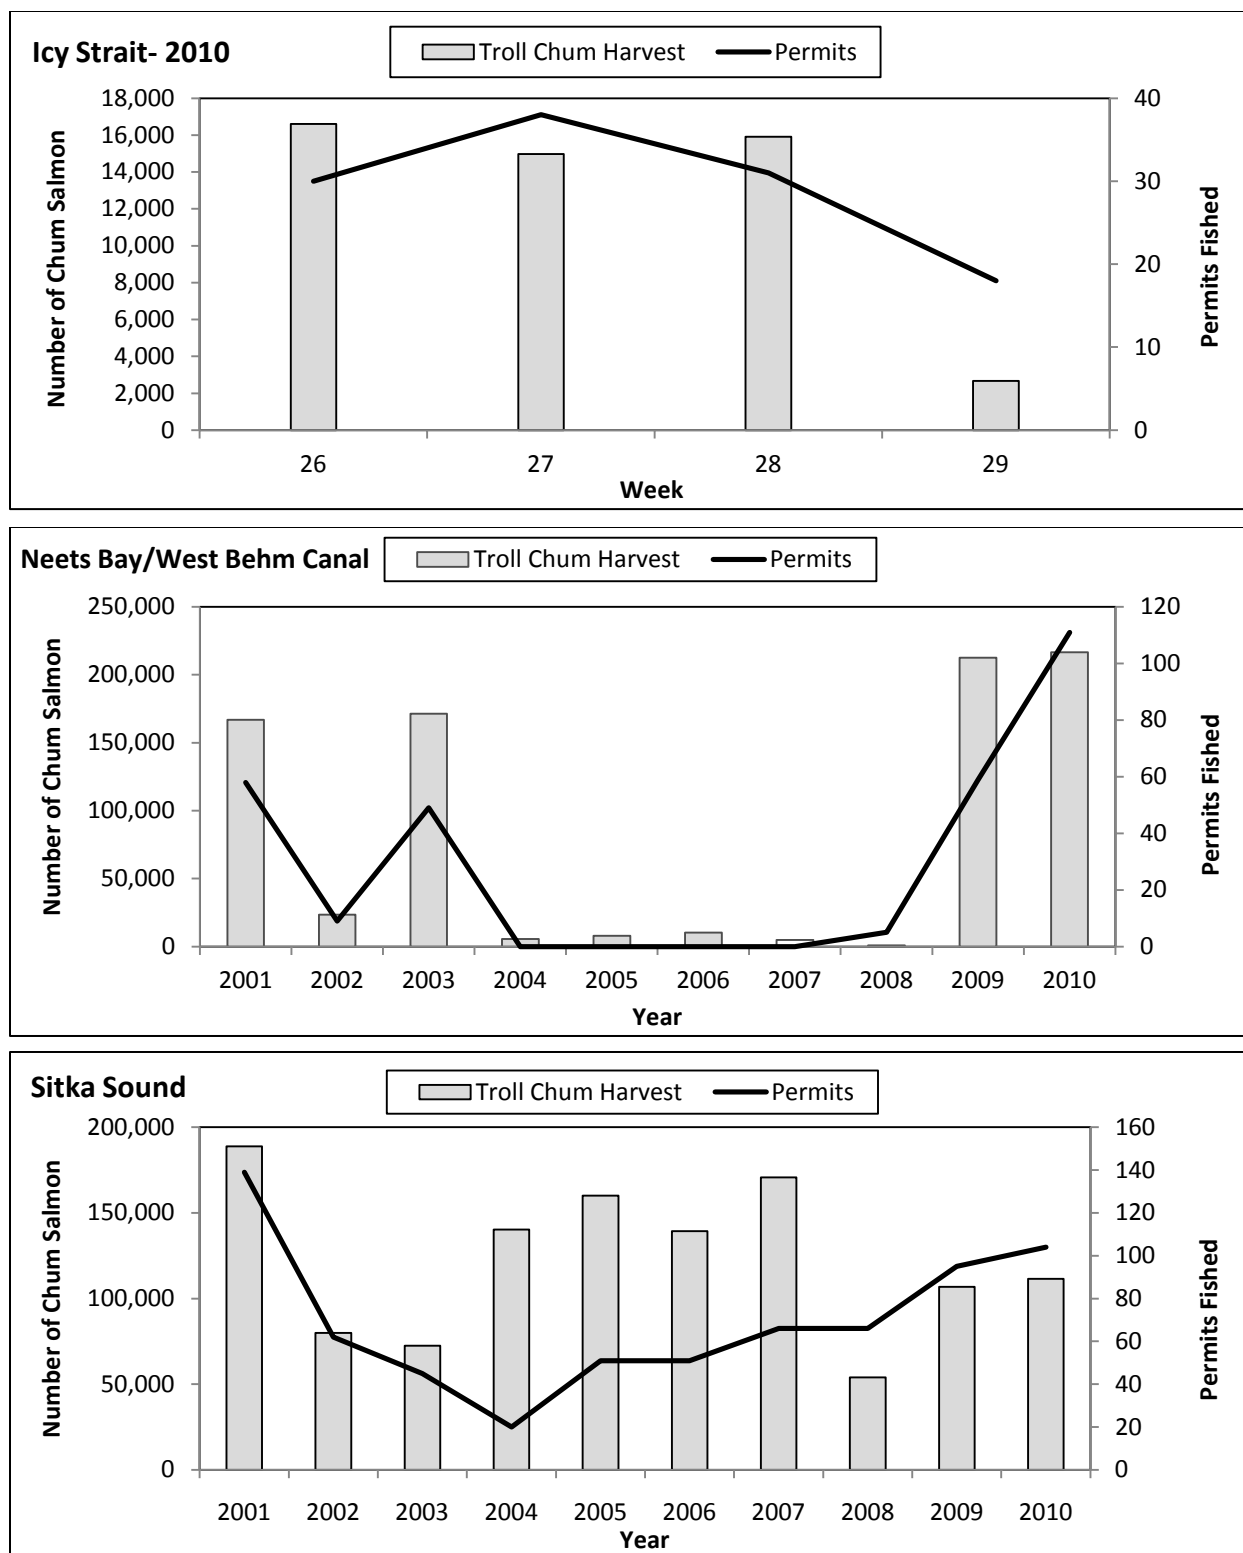 Icy Strait- 2010
Troll Chum Harvest Permits
Number of Chum Salmon
18,000
16,000
14,000
12,000
10,000
8,000
6,000
4,000
2,000
0
40
30
20
10
0
Permits Fished
26 27 28 29
Week
Neets Bay/West Behm Canal
Troll Chum Harvest Permits
Number of Chum Salmon
250,000
200,000
150,000
100,000
50,000
0
120
100
80
60
40
20
0
Permits Fished
2001 2002 2003 2004 2005 2006 2007 2008 2009 2010
Year
Sitka Sound
Troll Chum Harvest Permits
Number of Chum Salmon
200,000
150,000
100,000
50,000
0
160
140
120
100
80
60
40
20
0
Permits Fished
2001 2002 2003 2004 2005 2006 2007 2008 2009 2010
Year